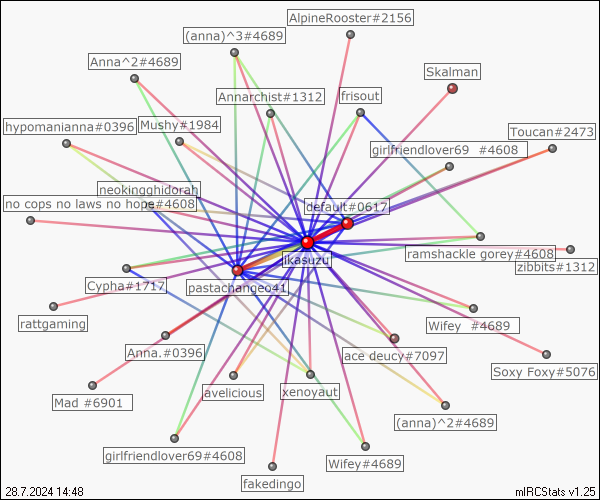 AlpineRooster#2156
(anna)^3#4689
Anna^2#4689
Skalman
Annarchist#1312
frisout
hypomanianna#0396
Mushy#1984
Toucan#2473
girlfriendlover69 #4608
neokingghidorah
no cops no laws no hope#4608
default#0617
ramshackle gorey#4608
ikasuzu
zibbits#1312
Cypha#1717
pastachangeo41
rattgaming
Wifey #4689
Anna.#0396
ace deucy#7097
Soxy Foxy#5076
Mad #6901
avelicious
xenoyaut
(anna)^2#4689
girlfriendlover69#4608
Wifey#4689
fakedingo
28.7.2024 14:48
mIRCStats v1.25